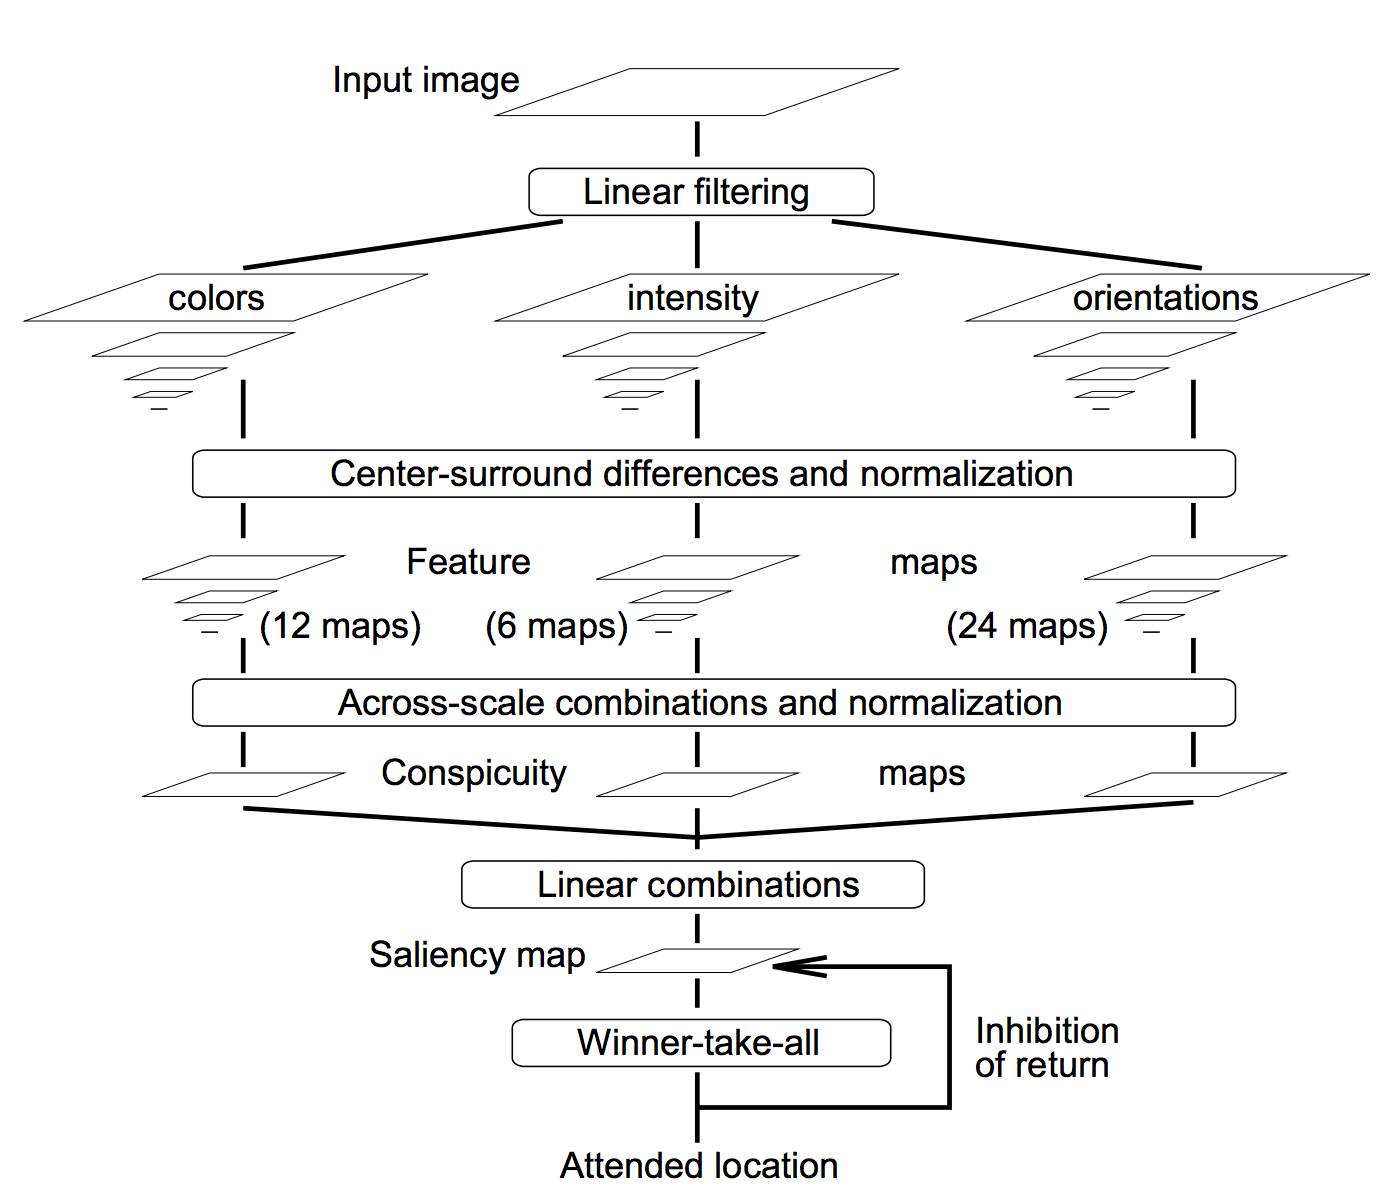 Input image
Linear filtering
colors intensity orientations
Center-surround differences and normalization
Feature maps
(12 maps) (6 maps) (24 maps)
Across-scale combinations and normalization
Conspicuity maps
Linear combinations
Saliency map
Winner-take-all
Inhibition
of return
Attended location